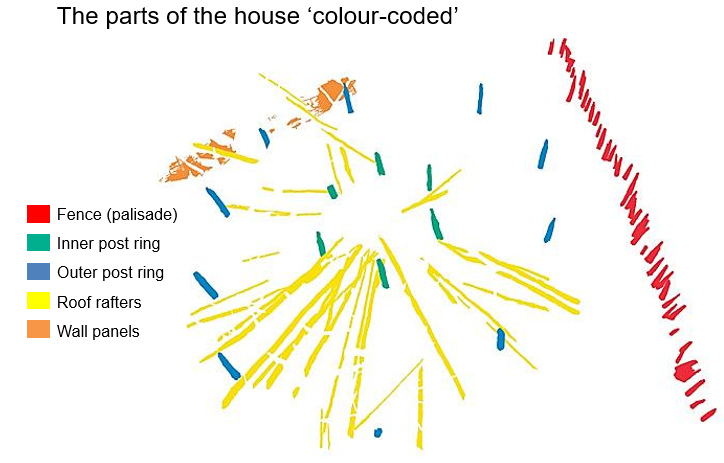 The parts of the house ‘colour-coded’
Fence (palisade)
Inner post ring
Outer post ring
Roof rafters
Wall panels